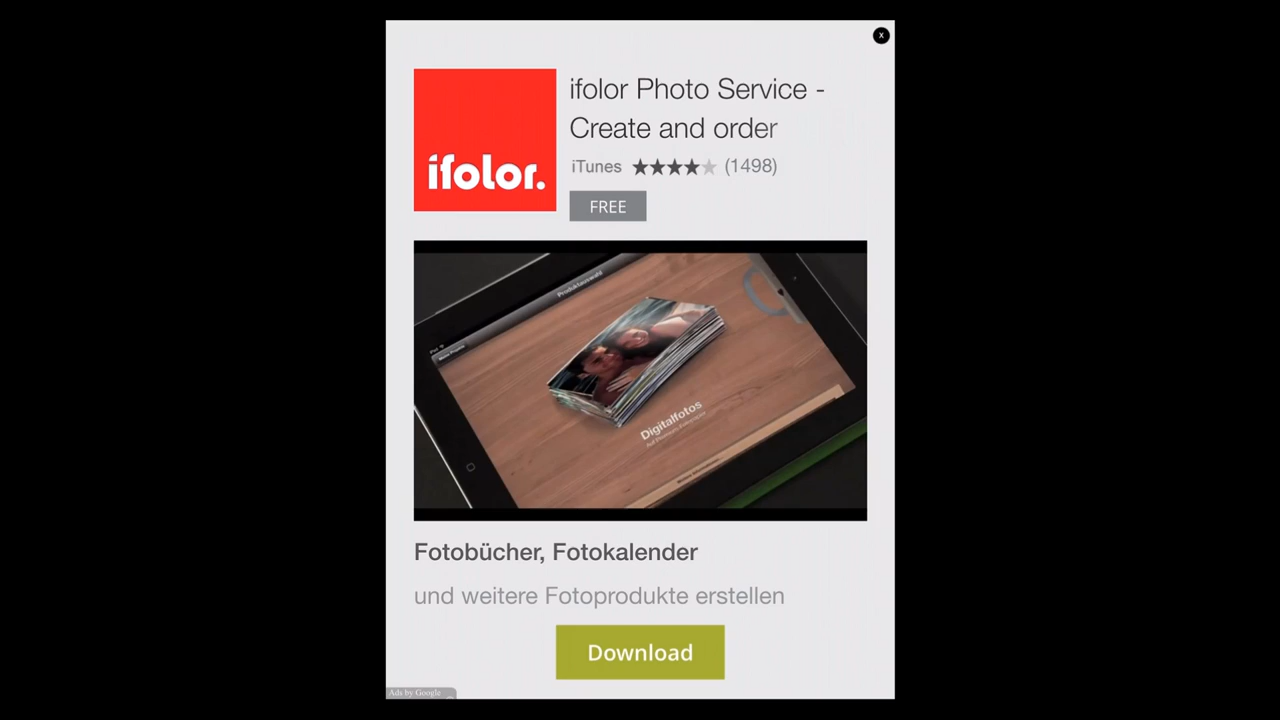 x
ifolor Photo Service -
Create and order
ifolor.
iTunes ★★★★★ (1498)
FREE
Produktauswahl
Digitalfotos
Fotobücher, Fotokalender
und weitere Fotoprodukte erstellen
Download
Ads by Google